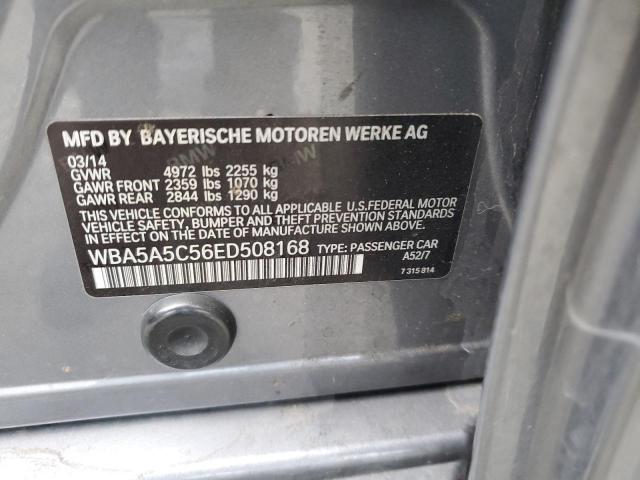 MFD BY BAYERISCHE MOTOREN WERKE AG
03/14
GVWR 4972 lbs 2255 kg
GAWR FRONT 2359 lbs 1070 kg
GAWR REAR 2844 lbs 1290 kg
THIS VEHICLE CONFORMS TO ALL APPLICABLE U.S.FEDERAL MOTOR
VEHICLE SAFETY, BUMPER AND THEFT PREVENTION STANDARDS
IN EFFECT ON THE DATE OF MANUFACTURE SHOWN ABOVE.
WBA5A5C56ED508168 TYPE: PASSENGER CAR
A52/7
7 315 814